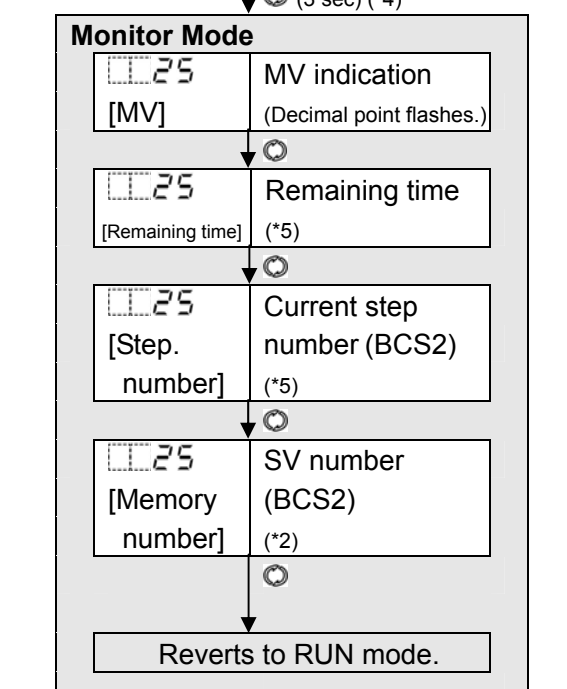 (3 sec) (*4)
Monitor Mode
25 MV indication
[MV] (Decimal point flashes.)
25 Remaining time
[Remaining time] (*5)
25 Current step
[Step. number (BCS2)
number] (*5)
25 SV number
[Memory (BCS2)
number] (*2)
Reverts to RUN mode.